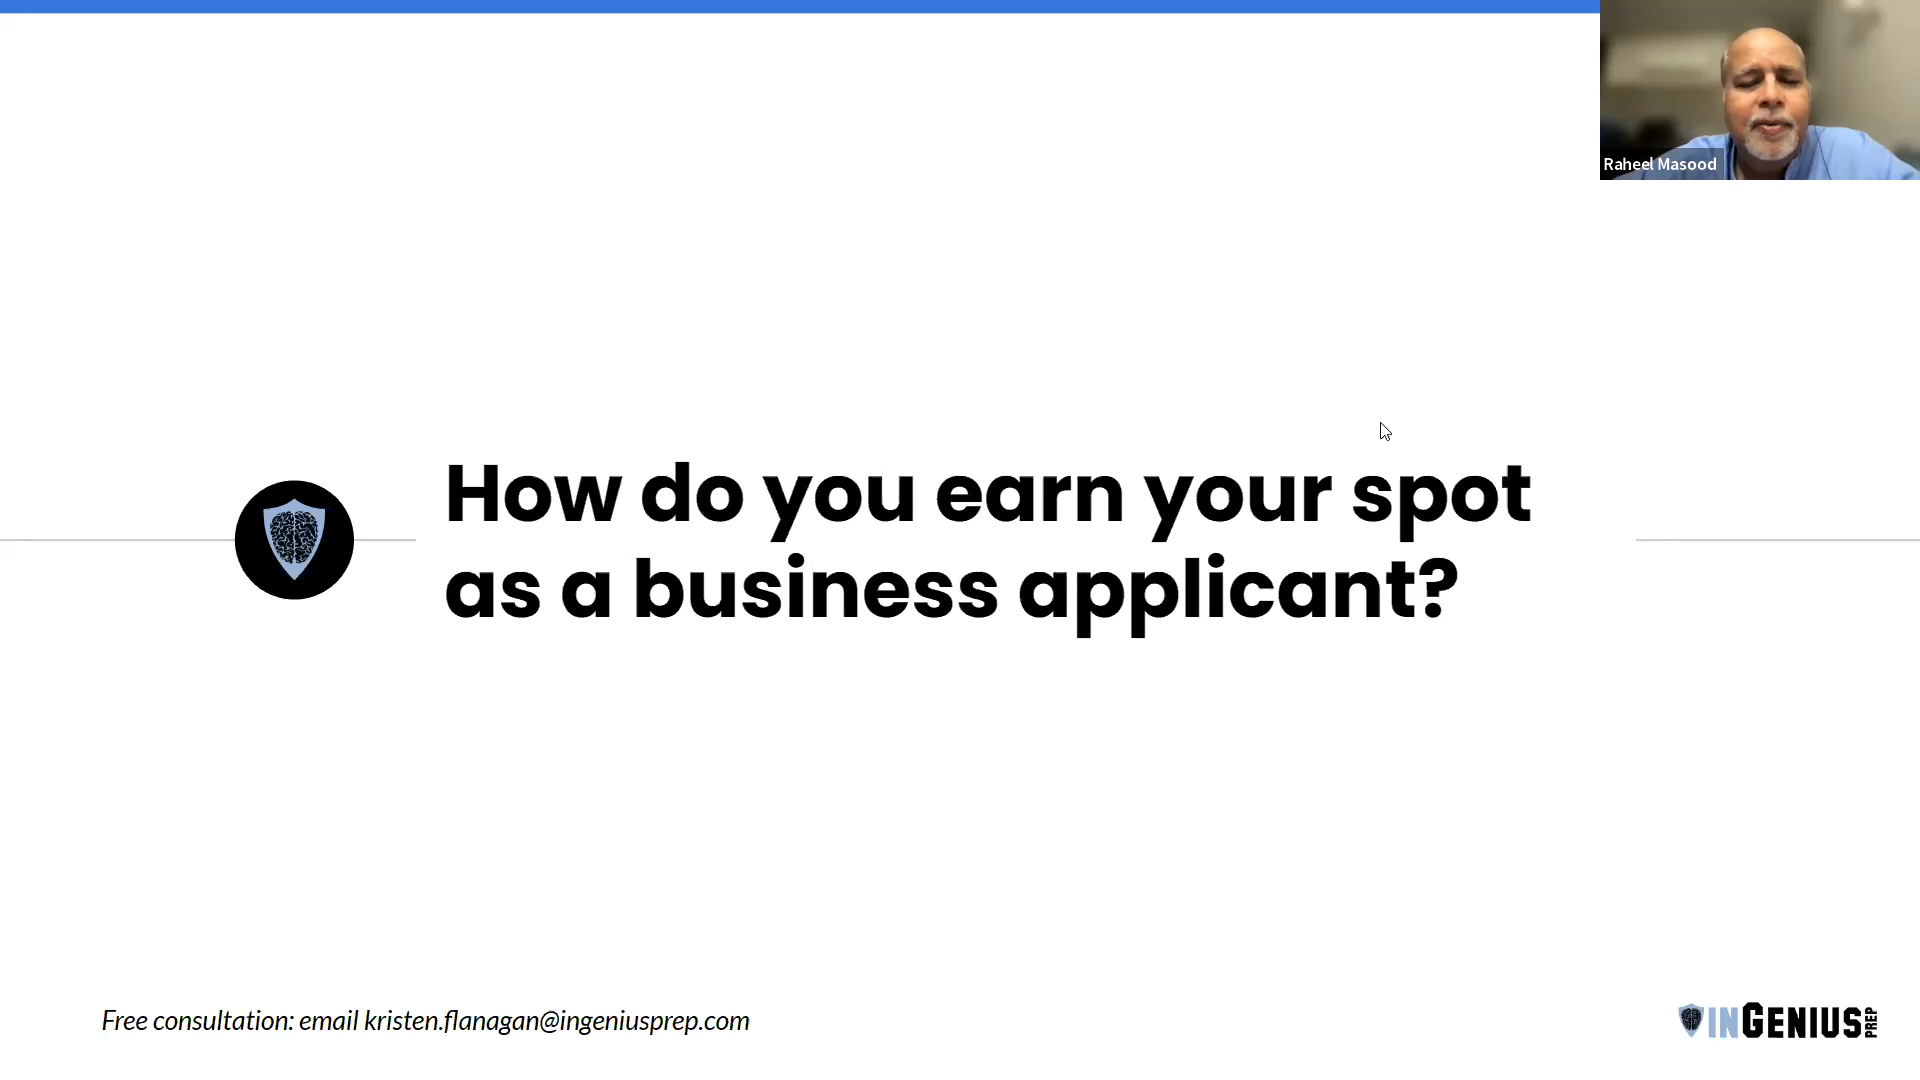 Raheel Masood
How do you earn your spot
as a business applicant?
Free consultation: email kristen.flanagan@ingeniusprep.com
INGENIUS PREP